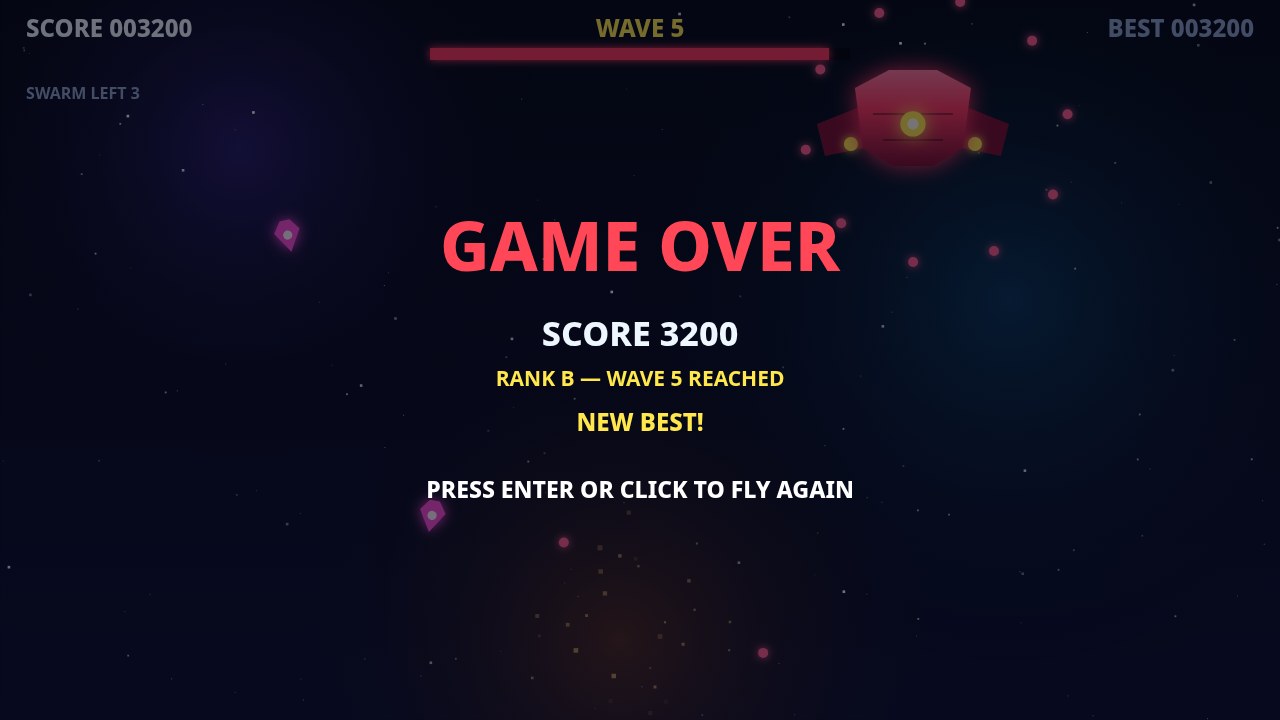 SCORE 003200
WAVE 5
BEST 003200
SWARM LEFT 3
GAME OVER
SCORE 3200
RANK B — WAVE 5 REACHED
NEW BEST!
PRESS ENTER OR CLICK TO FLY AGAIN